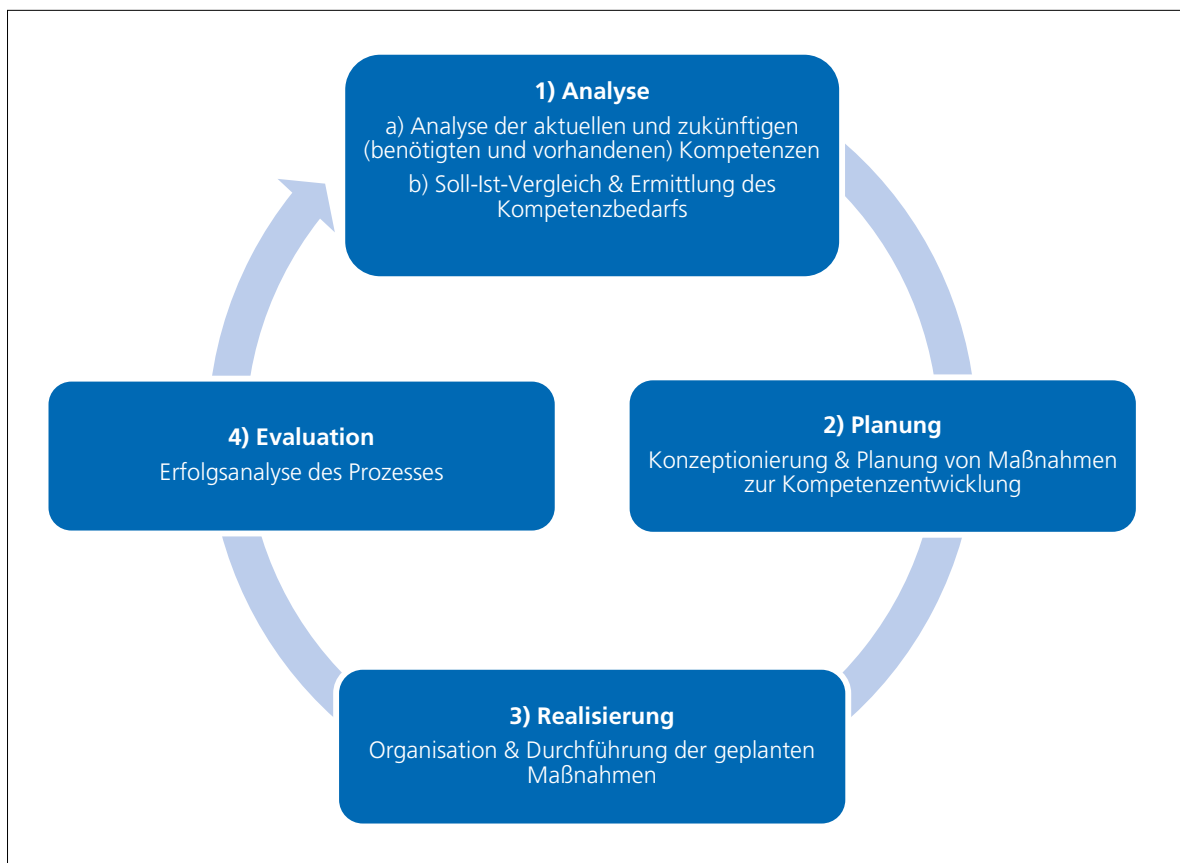 1) Analyse
a) Analyse der aktuellen und zukünftigen
(benötigten und vorhandenen) Kompetenzen
b) Soll-Ist-Vergleich & Ermittlung des
Kompetenzbedarfs
2) Planung
Konzeptionierung & Planung von Maßnahmen
zur Kompetenzentwicklung
3) Realisierung
Organisation & Durchführung der geplanten
Maßnahmen
4) Evaluation
Erfolgsanalyse des Prozesses